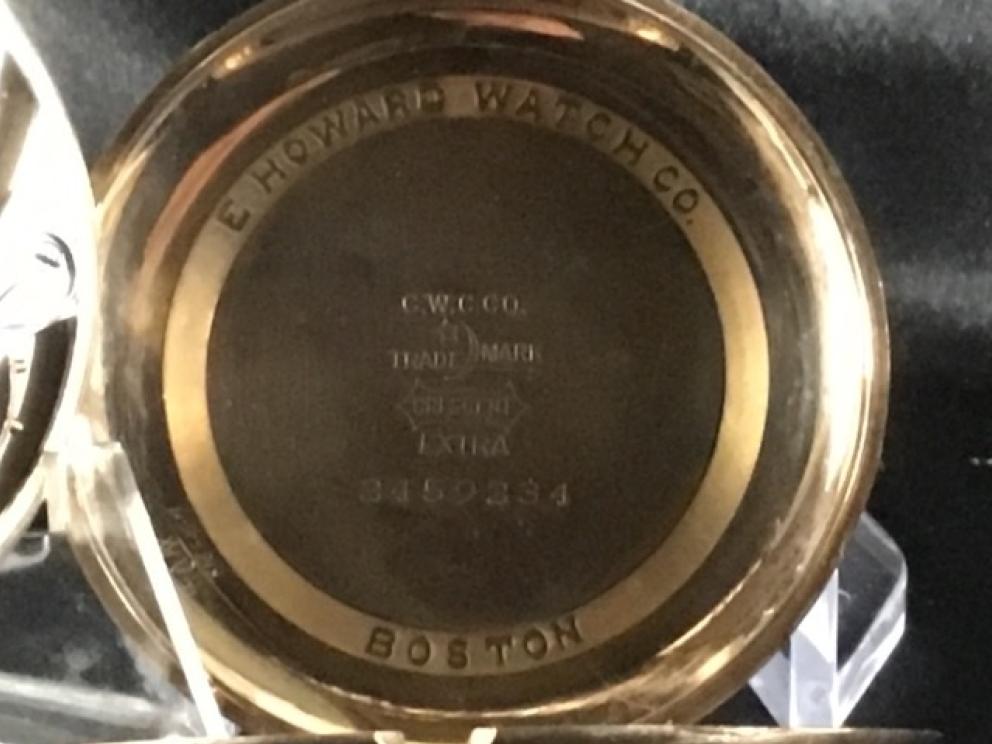 E. HOWARD WATCH CO.
C.W.C CO.
TRADE MARK
CRESCENT
EXTRA
3459234
BOSTON